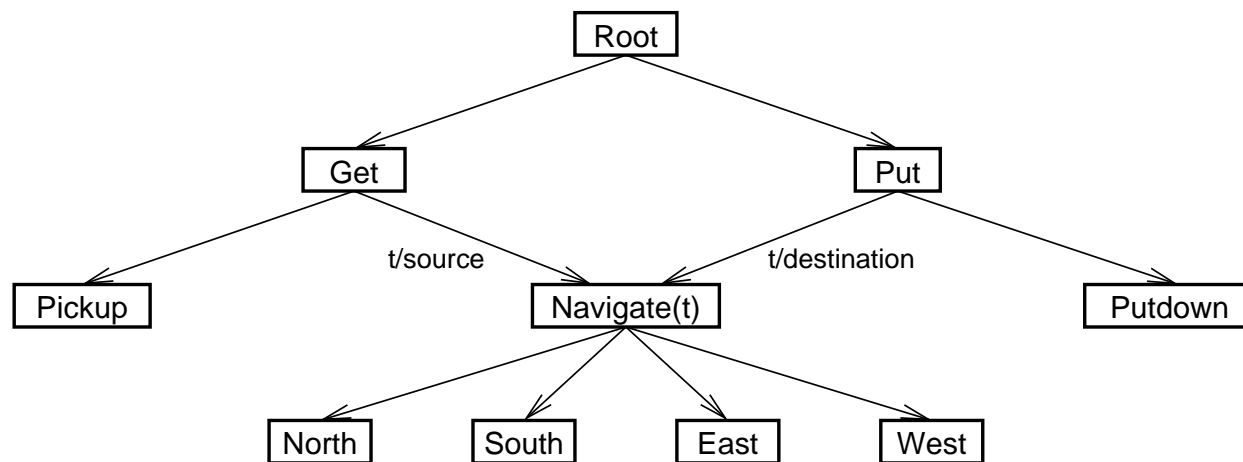 Root
Get
Put
t/source
t/destination
Pickup
Navigate(t)
Putdown
North
South
East
West